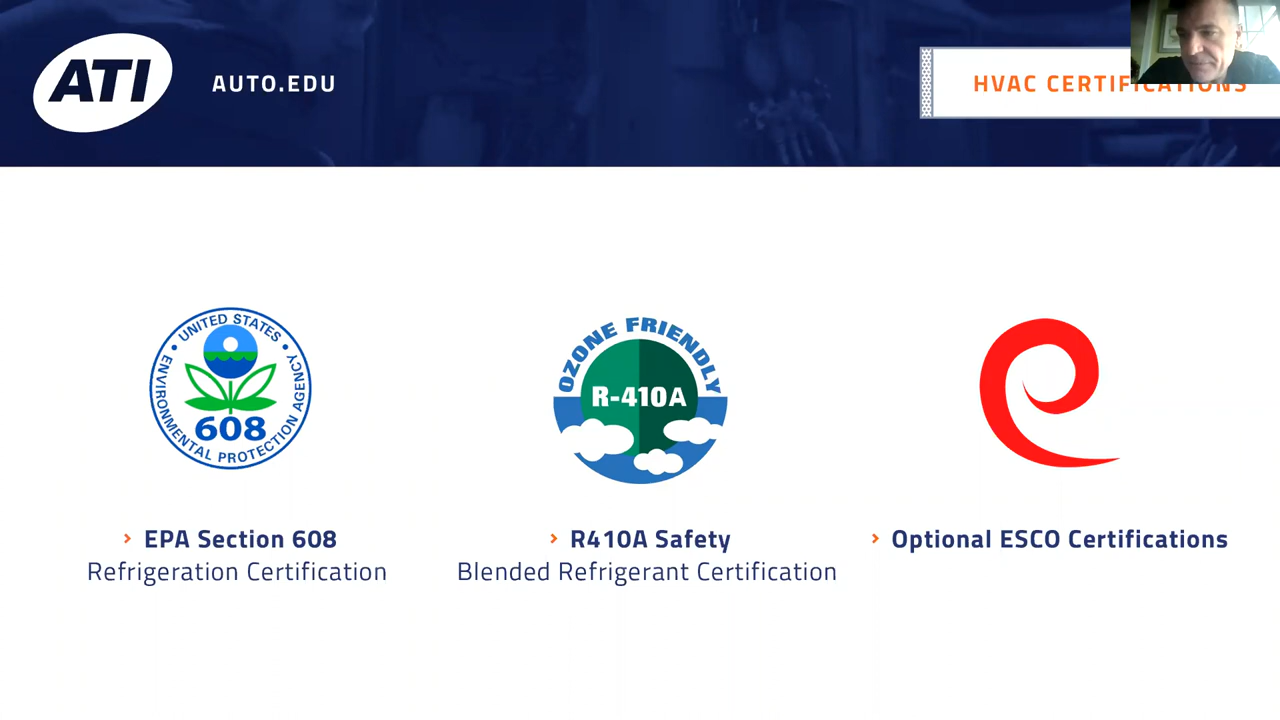 ATI
AUTO.EDU
HVAC CERTIFICATIONS
UNITED STATES
ENVIRONMENTAL PROTECTION AGENCY
608
OZONE FRIENDLY
R-410A
› EPA Section 608
Refrigeration Certification
› R410A Safety
Blended Refrigerant Certification
› Optional ESCO Certifications